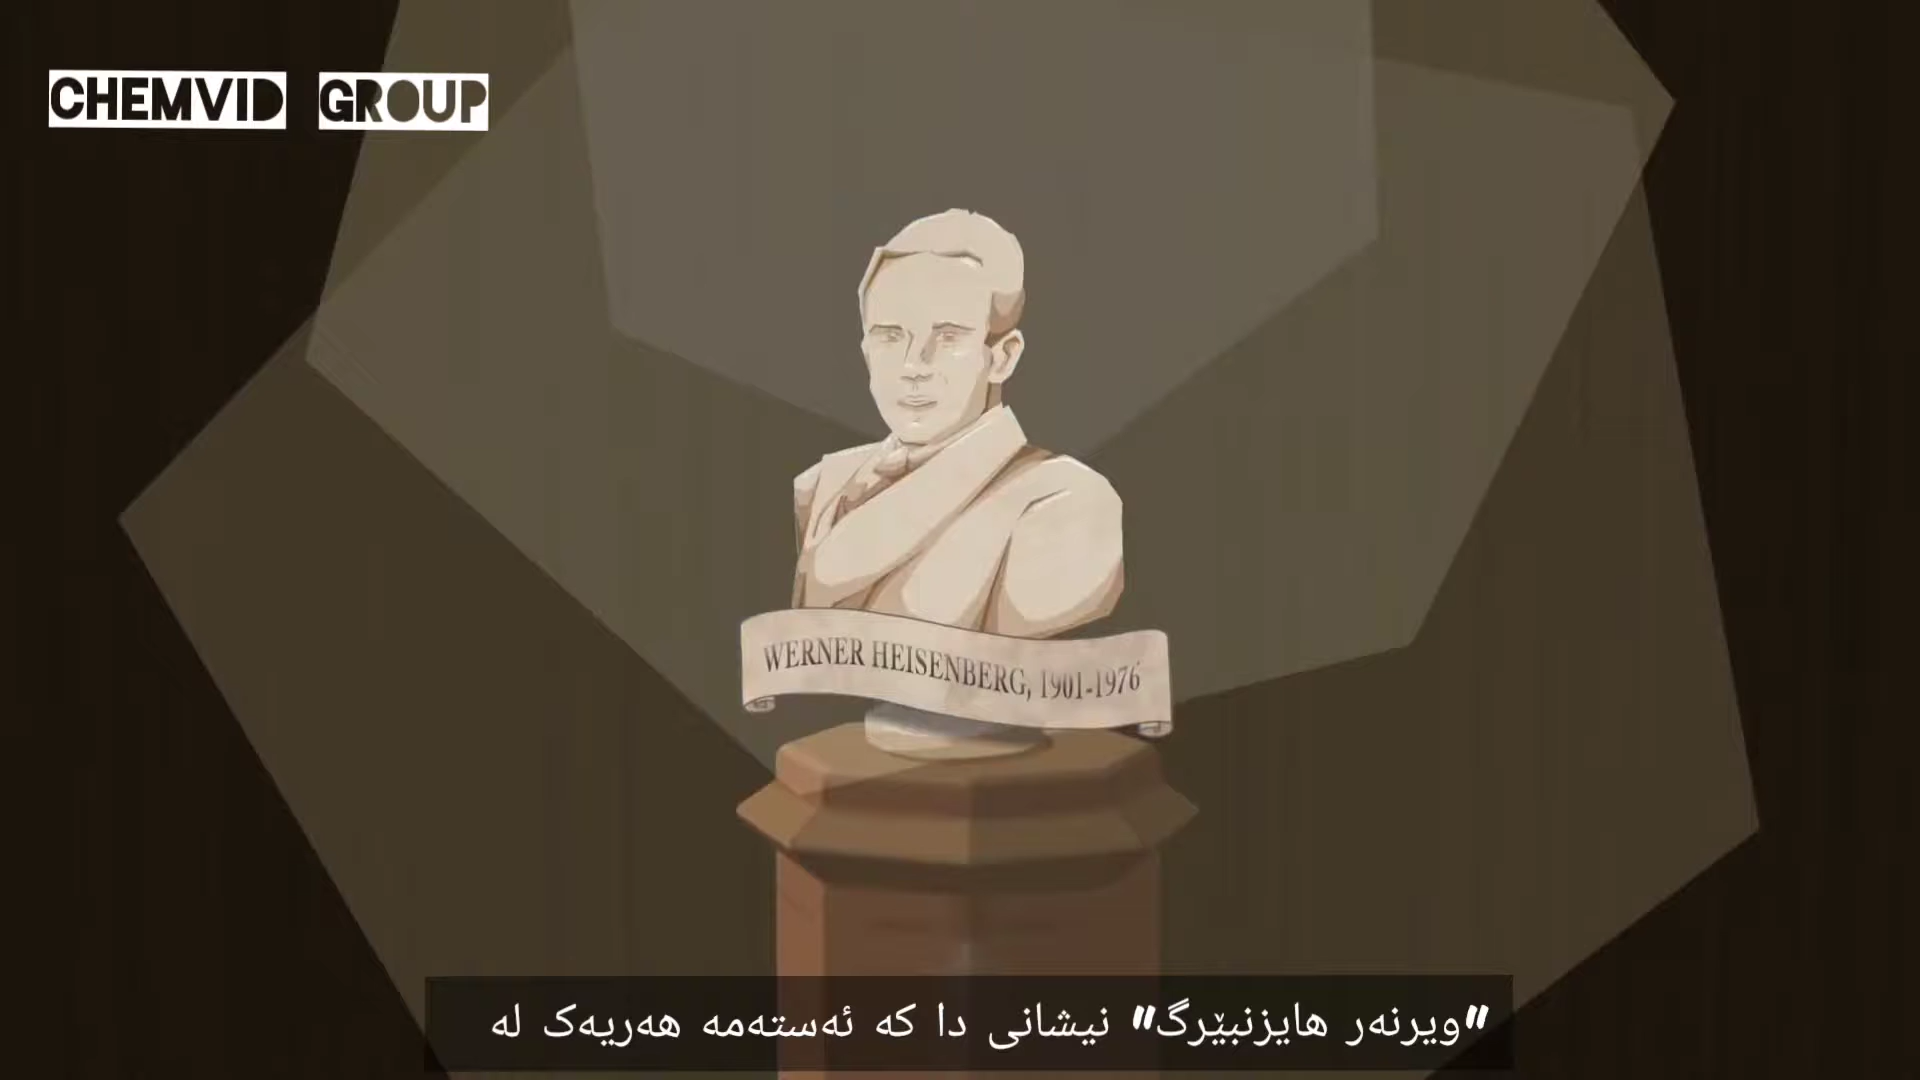 CHEMVID GROUP
WERNER HEISENBERG, 1901-1976
"ویرنەر هایزنبێرگ" نیشانی دا کە ئەستەمە هەریەک لە